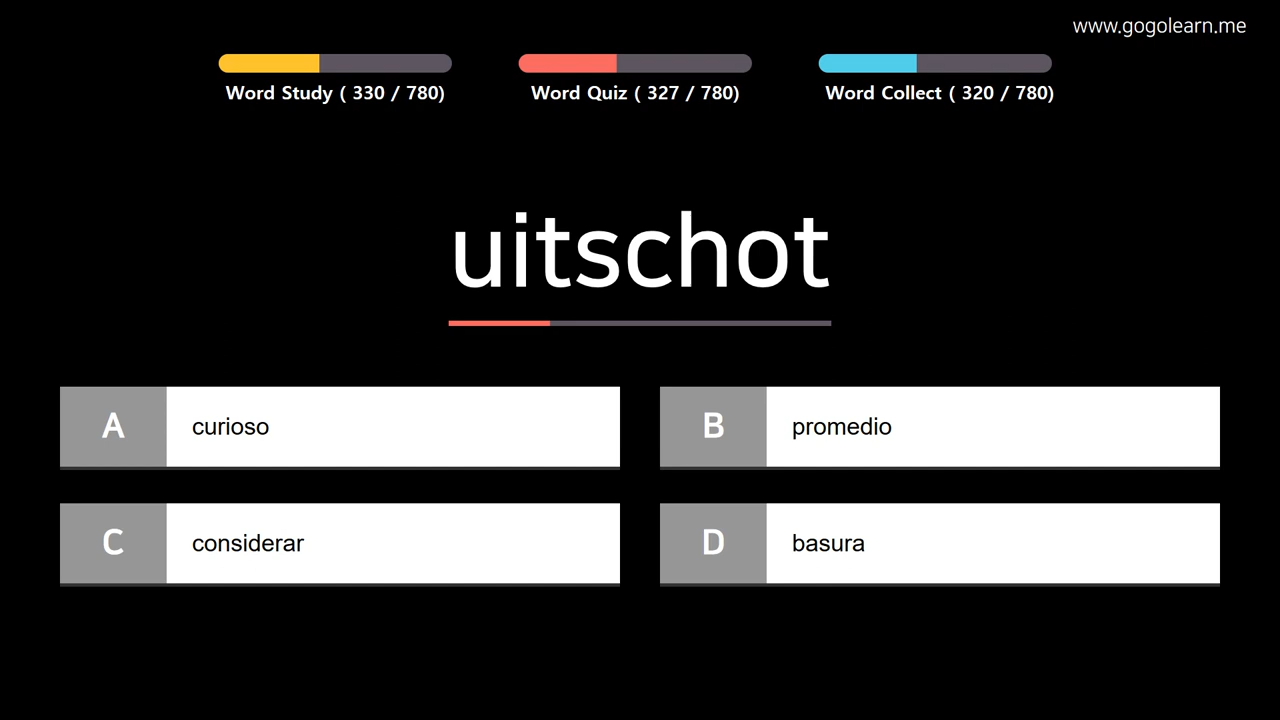 www.gogolearn.me
Word Study ( 330 / 780)
Word Quiz ( 327 / 780)
Word Collect ( 320 / 780)
uitschot
A curioso
B promedio
C considerar
D basura